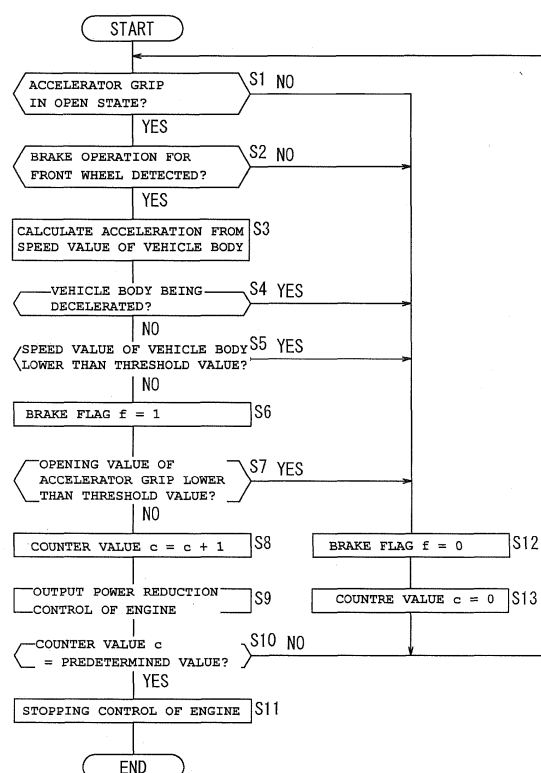 START
ACCELERATOR GRIP
IN OPEN STATE?
S1 NO
YES
BRAKE OPERATION FOR
FRONT WHEEL DETECTED?
S2 NO
YES
CALCULATE ACCELERATION FROM
SPEED VALUE OF VEHICLE BODY
S3
VEHICLE BODY BEING
DECELERATED?
S4 YES
NO
SPEED VALUE OF VEHICLE BODY
LOWER THAN THRESHOLD VALUE?
S5 YES
NO
BRAKE FLAG f = 1
S6
OPENING VALUE OF
ACCELERATOR GRIP LOWER
THAN THRESHOLD VALUE?
S7 YES
NO
COUNTER VALUE c = c + 1
S8
BRAKE FLAG f = 0
S12
OUTPUT POWER REDUCTION
CONTROL OF ENGINE
S9
COUNTRE VALUE c = 0
S13
COUNTER VALUE c
= PREDETERMINED VALUE?
S10 NO
YES
STOPPING CONTROL OF ENGINE
S11
END